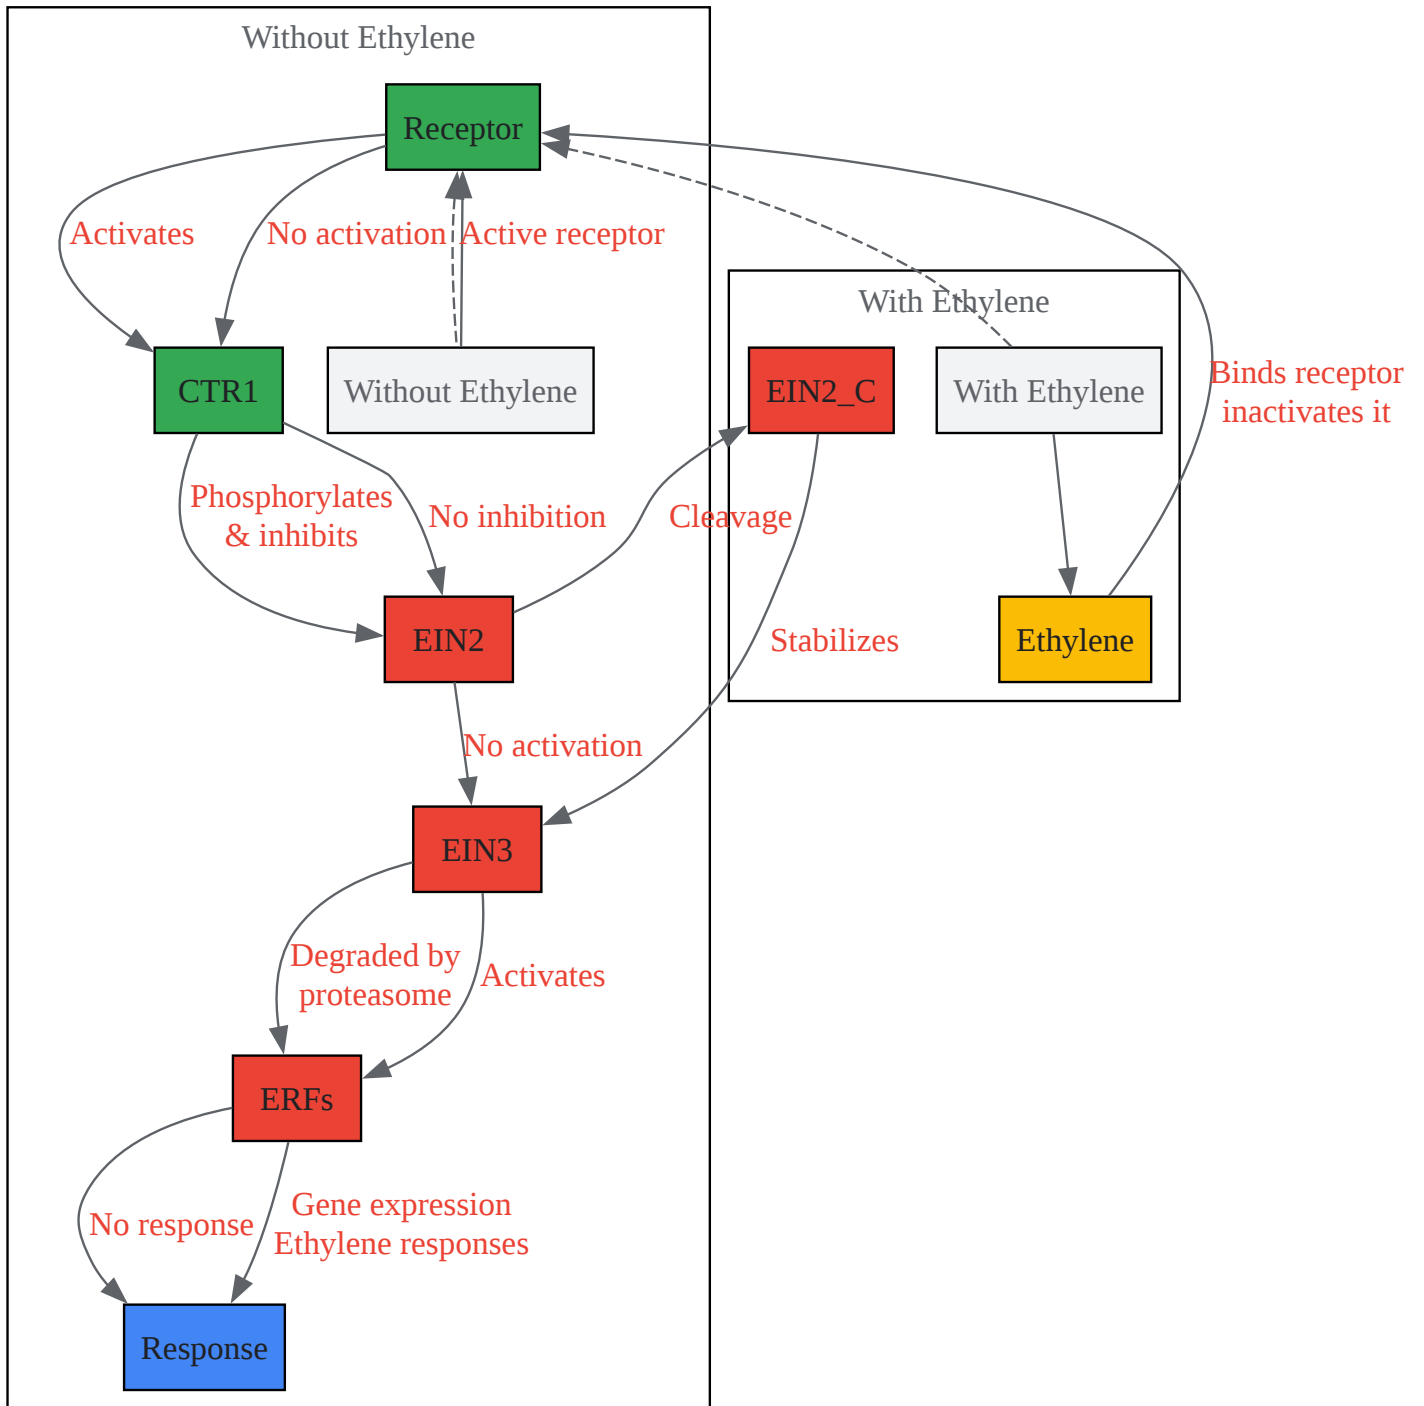 Without Ethylene
Receptor
Activates
No activation
Active receptor
With Ethylene
CTR1
Without Ethylene
EIN2_C
With Ethylene
Binds receptor
inactivates it
Phosphorylates
& inhibits
No inhibition
Cleavage
EIN2
Stabilizes
Ethylene
No activation
EIN3
Degraded by
proteasome
Activates
ERFs
No response
Gene expression
Ethylene responses
Response